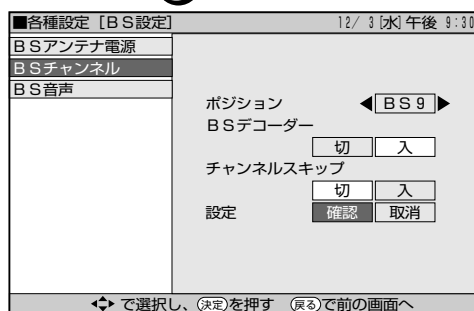 ■各種設定［ＢＳ設定］ 12/ 3[水]午後 9:30
ＢＳアンテナ電源
ＢＳチャンネル
ＢＳ音声
ポジション ◀ＢＳ９▶
ＢＳデコーダー
切 入
チャンネルスキップ
切 入
設定 確認 取消
で選択し、決定を押す 戻るで前の画面へ